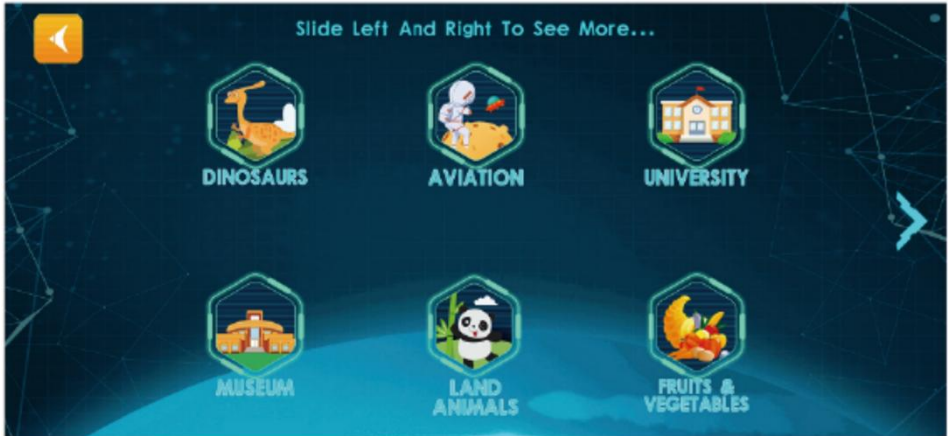 Slide Left And Right To See More...
DINOSAURS
AVIATION
UNIVERSITY
MUSEUM
LAND
ANIMALS
FRUITS &
VEGETABLES